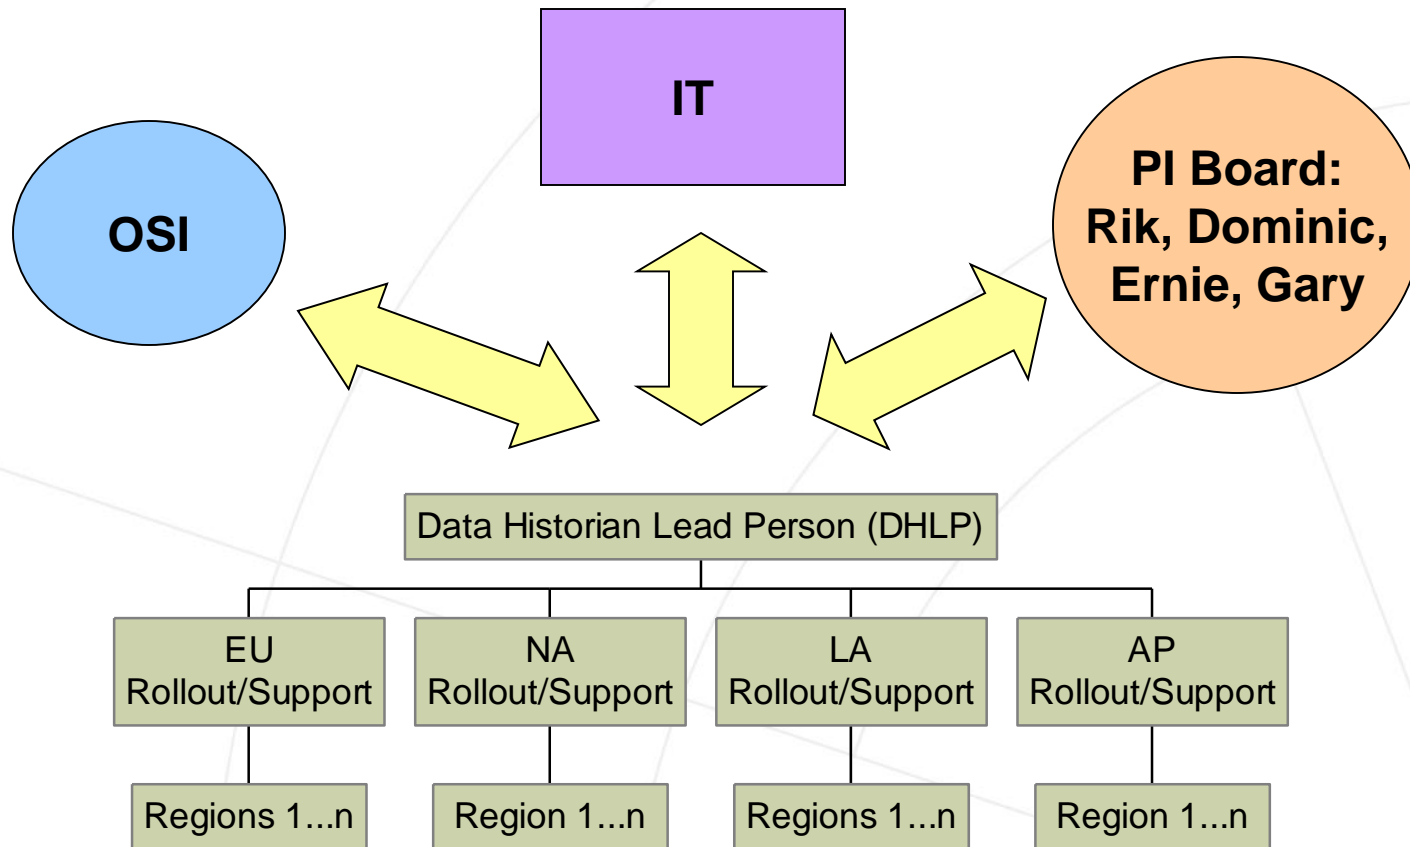 IT
OSI
PI Board:
Rik, Dominic,
Ernie, Gary
Data Historian Lead Person (DHLP)
EU
Rollout/Support
NA
Rollout/Support
LA
Rollout/Support
AP
Rollout/Support
Regions 1...n
Region 1...n
Regions 1...n
Region 1...n